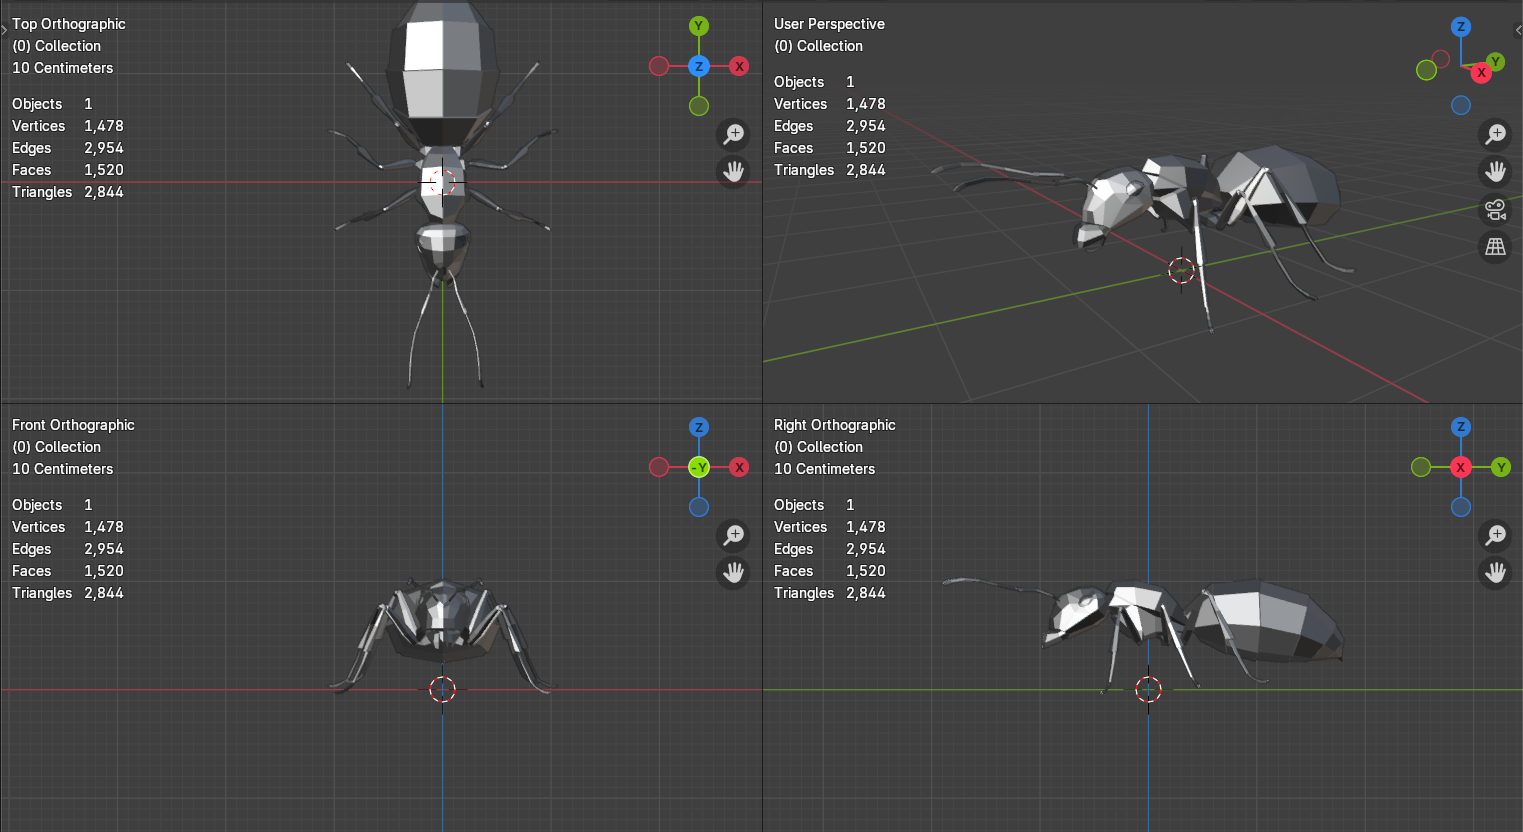 Top Orthographic
(0) Collection
10 Centimeters
Objects 1
Vertices 1,478
Edges 2,954
Faces 1,520
Triangles 2,844
Y
Z
X
User Perspective
(0) Collection
Objects 1
Vertices 1,478
Edges 2,954
Faces 1,520
Triangles 2,844
Z
Y
X
Front Orthographic
(0) Collection
10 Centimeters
Objects 1
Vertices 1,478
Edges 2,954
Faces 1,520
Triangles 2,844
Z
-Y
X
Right Orthographic
(0) Collection
10 Centimeters
Objects 1
Vertices 1,478
Edges 2,954
Faces 1,520
Triangles 2,844
Z
X
Y